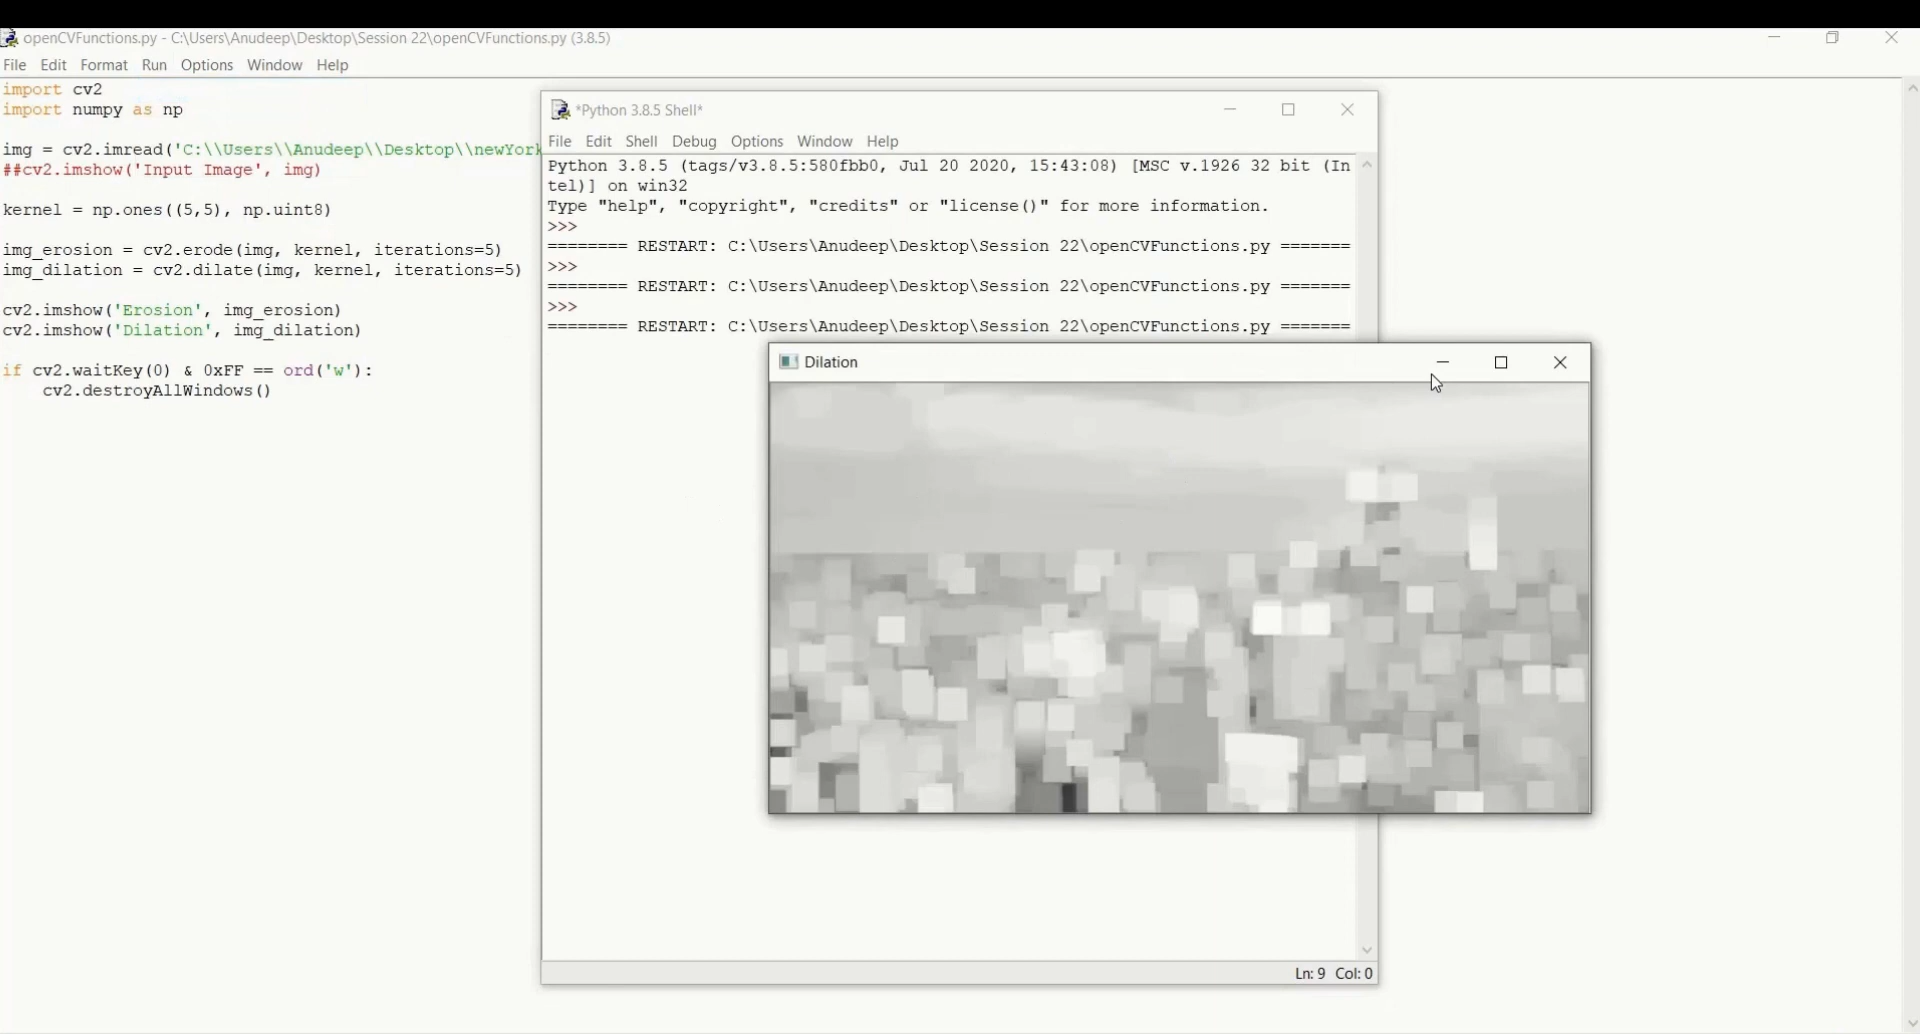 openCVFunctions.py - C:\Users\Anudeep\Desktop\Session 22\openCVFunctions.py (3.8.5)
File Edit Format Run Options Window Help
import cv2
import numpy as np
img = cv2.imread('C:\\Users\\Anudeep\\Desktop\\newYork
##cv2.imshow('Input Image', img)
kernel = np.ones((5,5), np.uint8)
img_erosion = cv2.erode(img, kernel, iterations=5)
img_dilation = cv2.dilate(img, kernel, iterations=5)
cv2.imshow('Erosion', img_erosion)
cv2.imshow('Dilation', img_dilation)
if cv2.waitKey(0) & 0xFF == ord('w'):
    cv2.destroyAllWindows()
*Python 3.8.5 Shell*
File Edit Shell Debug Options Window Help
Python 3.8.5 (tags/v3.8.5:580fbb0, Jul 20 2020, 15:43:08) [MSC v.1926 32 bit (In
tel)] on win32
Type "help", "copyright", "credits" or "license()" for more information.
>>>
======== RESTART: C:\Users\Anudeep\Desktop\Session 22\openCVFunctions.py =======
>>>
======== RESTART: C:\Users\Anudeep\Desktop\Session 22\openCVFunctions.py =======
>>>
======== RESTART: C:\Users\Anudeep\Desktop\Session 22\openCVFunctions.py =======
Dilation
Ln: 9 Col: 0